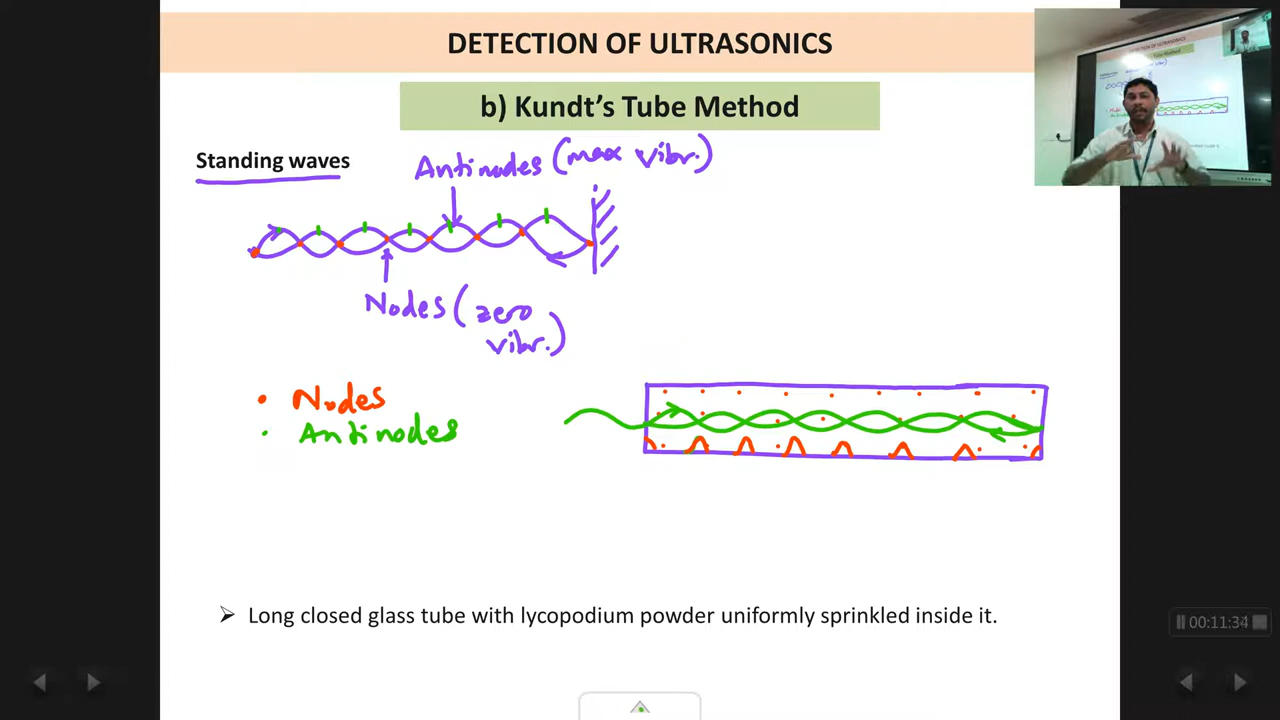 DETECTION OF ULTRASONICS
b) Kundt's Tube Method
Standing waves
Antinodes (max vibr.)
Nodes (zero
vibr.)
• Nodes
• Antinodes
➢ Long closed glass tube with lycopodium powder uniformly sprinkled inside it.
00:11:34